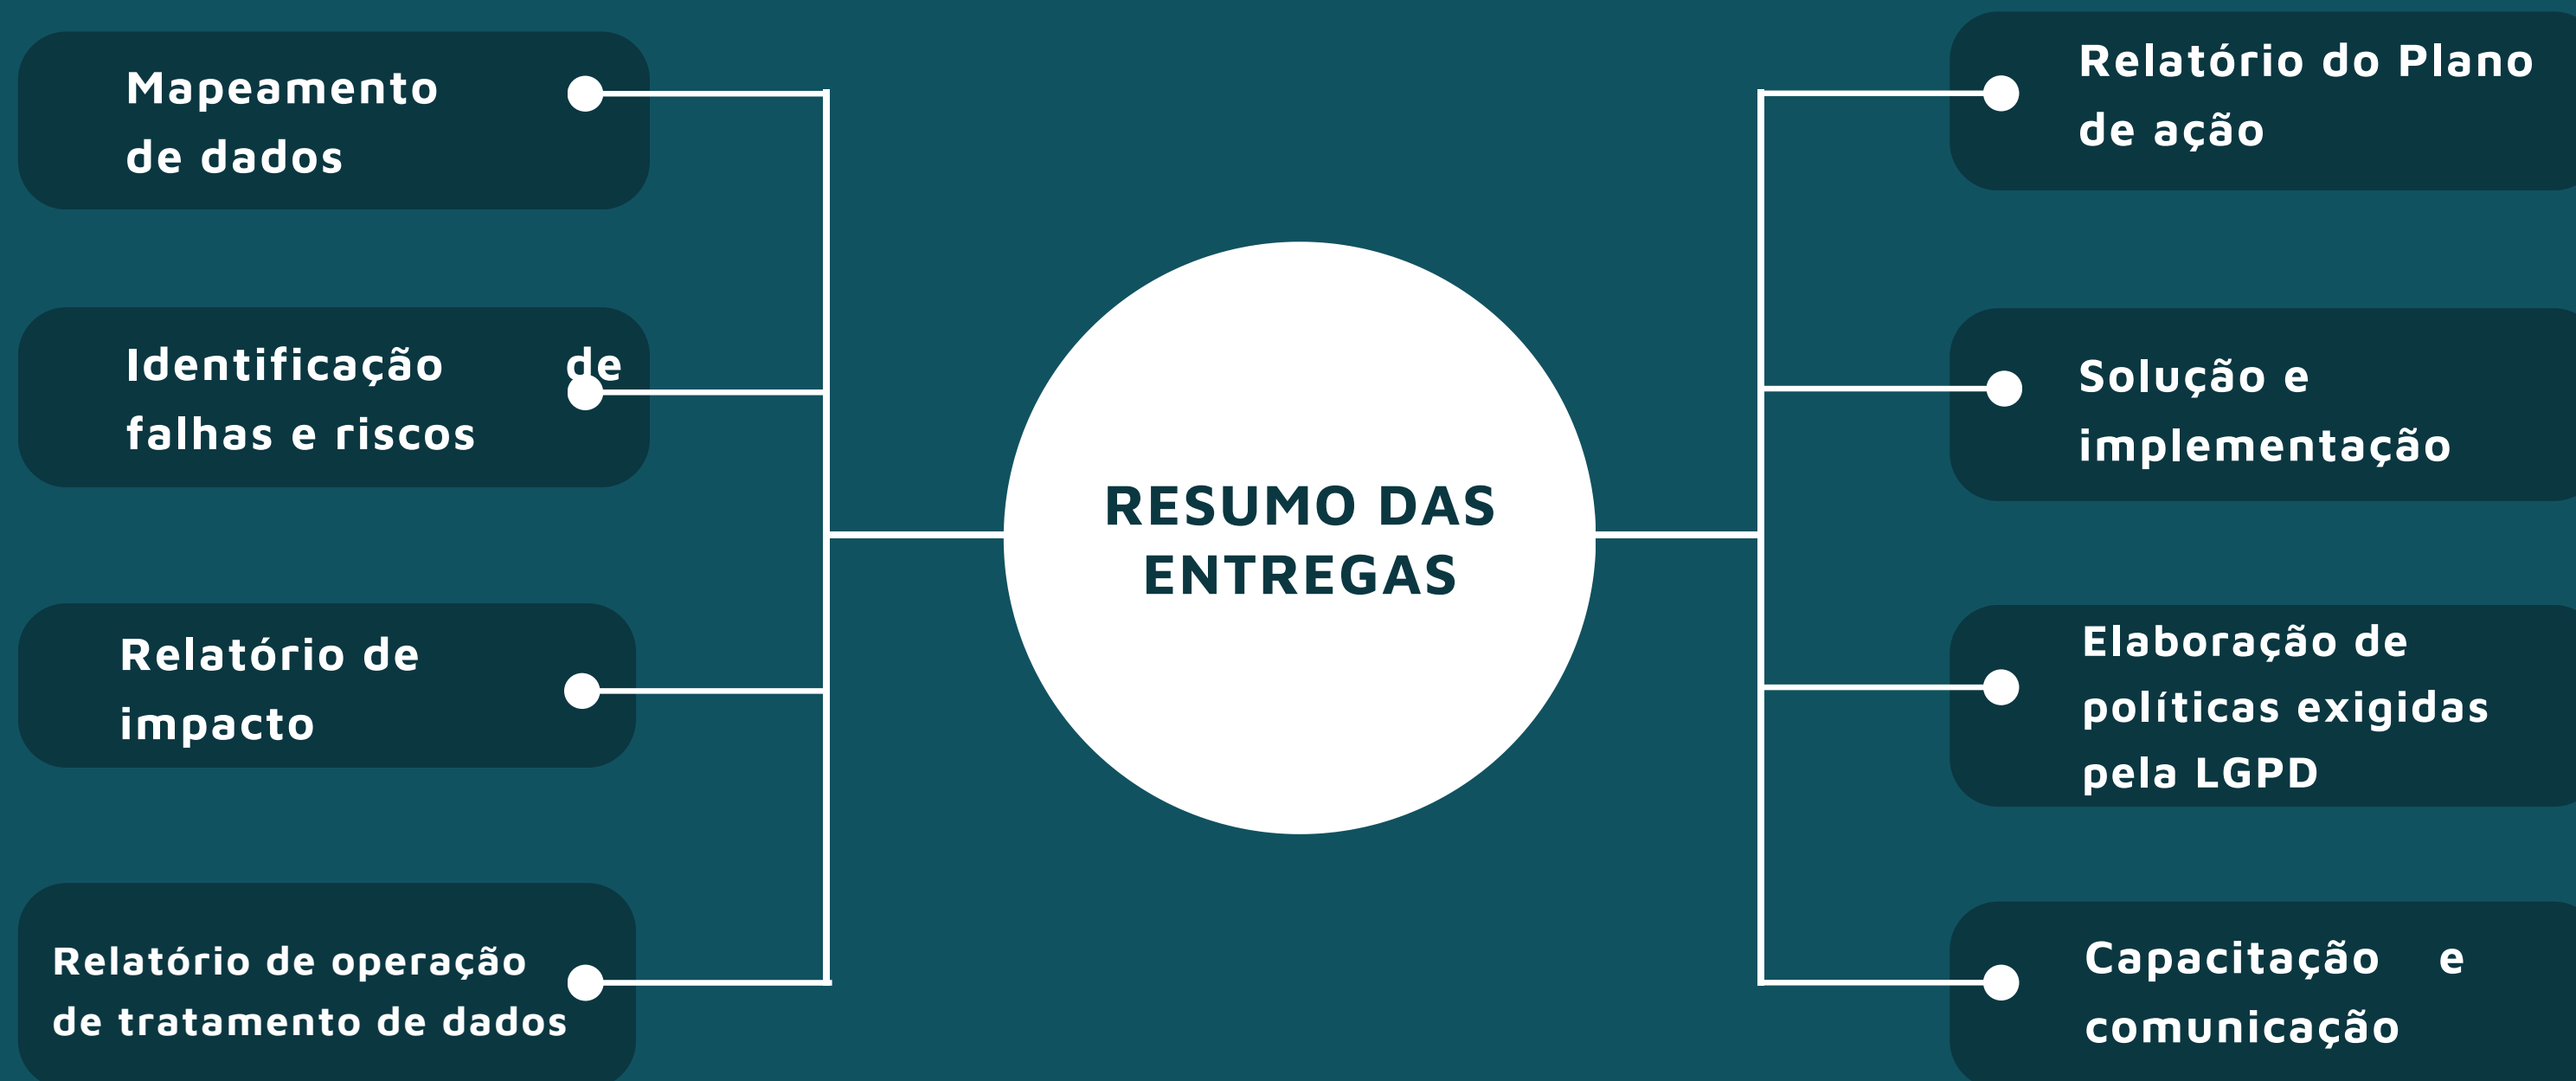 Mapeamento
de dados
Identificação de
falhas e riscos
Relatório de
impacto
Relatório de operação
de tratamento de dados
RESUMO DAS
ENTREGAS
Relatório do Plano
de ação
Solução e
implementação
Elaboração de
políticas exigidas
pela LGPD
Capacitação e
comunicação